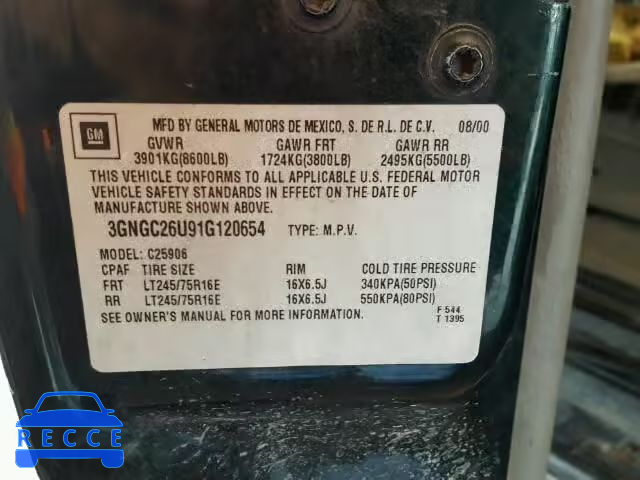 GM
MFD BY GENERAL MOTORS DE MEXICO, S. DE R.L. DE C.V. 08/00
GVWR GAWR FRT GAWR RR
3901KG(8600LB) 1724KG(3800LB) 2495KG(5500LB)
THIS VEHICLE CONFORMS TO ALL APPLICABLE U.S. FEDERAL MOTOR
VEHICLE SAFETY STANDARDS IN EFFECT ON THE DATE OF
MANUFACTURE SHOWN ABOVE.
3GNGC26U91G120654 TYPE: M.P.V.
MODEL: C25906
CPAF TIRE SIZE RIM COLD TIRE PRESSURE
FRT LT245/75R16E 16X6.5J 340KPA(50PSI)
RR LT245/75R16E 16X6.5J 550KPA(80PSI)
SEE OWNER'S MANUAL FOR MORE INFORMATION.
F 544
T 1395
RECCE